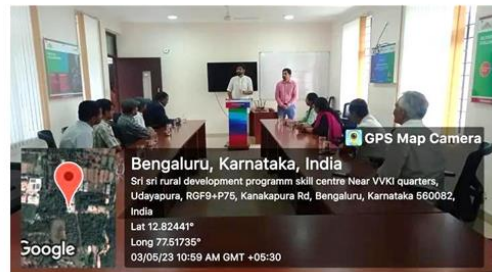 GPS Map Camera
Bengaluru, Karnataka, India
Sri sri rural development programm skill centre Near VVKI quarters,
Udayapura, RGF9+P75, Kanakapura Rd, Bengaluru, Karnataka 560082,
India
Lat 12.82441°
Long 77.51735°
03/05/23 10:59 AM GMT +05:30
Google